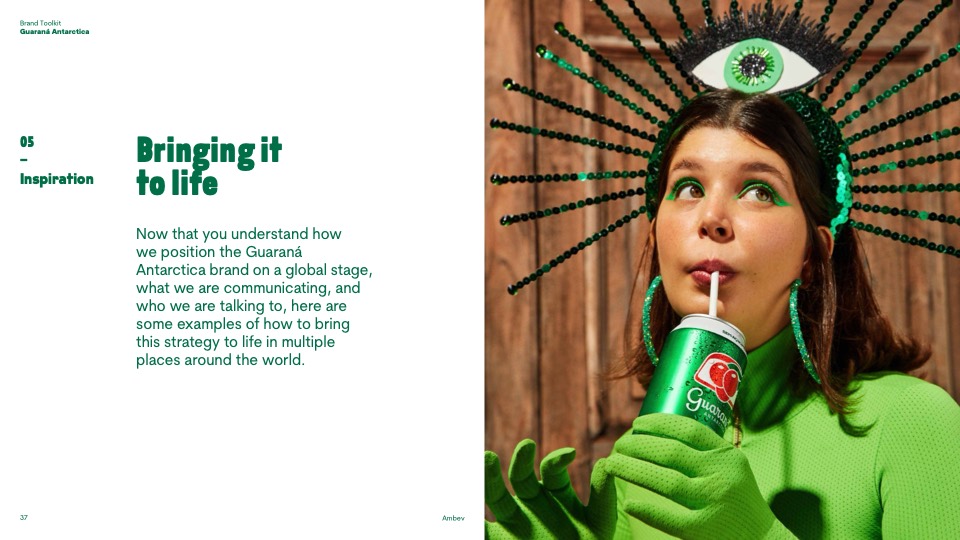 Brand Toolkit
Guaraná Antarctica
05
–
Inspiration
Bringing it
to life
Now that you understand how
we position the Guaraná
Antarctica brand on a global stage,
what we are communicating, and
who we are talking to, here are
some examples of how to bring
this strategy to life in multiple
places around the world.
37
Ambev